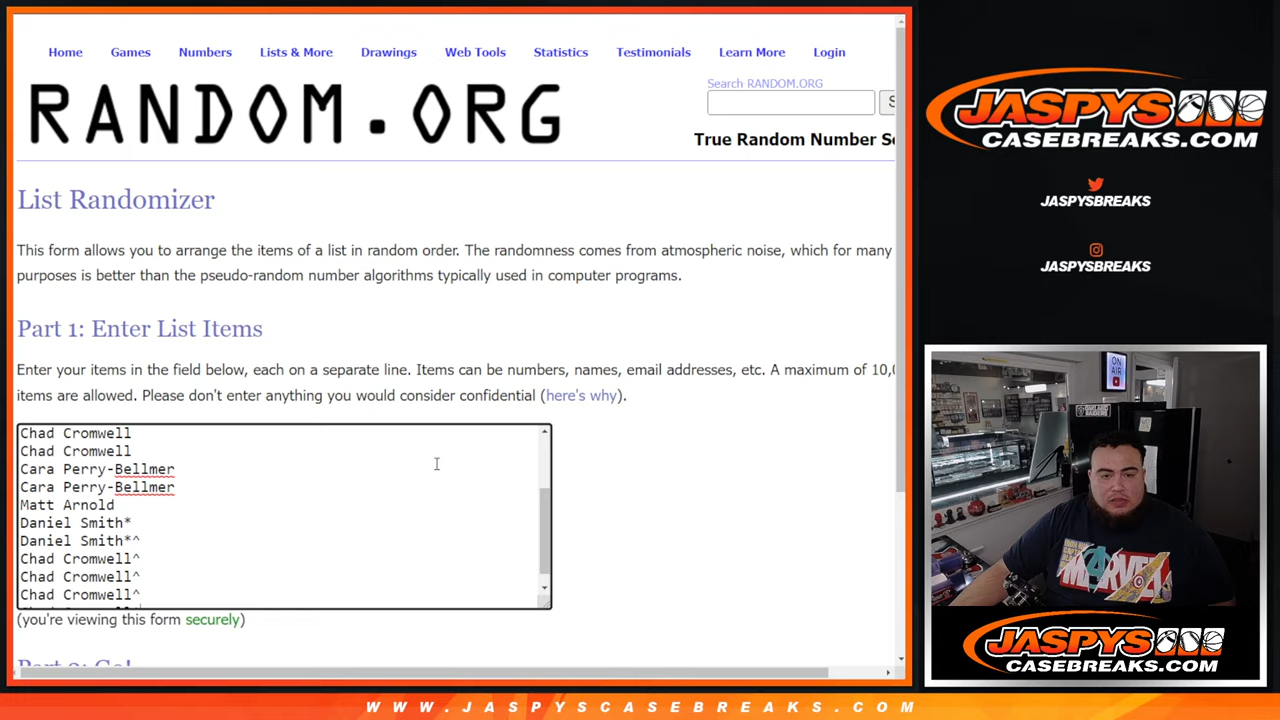 Home Games Numbers Lists & More Drawings Web Tools Statistics Testimonials Learn More Login
RANDOM.ORG
Search RANDOM.ORG
True Random Number
List Randomizer
This form allows you to arrange the items of a list in random order. The randomness comes from atmospheric noise, which for many
purposes is better than the pseudo-random number algorithms typically used in computer programs.
Part 1: Enter List Items
Enter your items in the field below, each on a separate line. Items can be numbers, names, email addresses, etc. A maximum of 10,
items are allowed. Please don't enter anything you would consider confidential (here's why).
Chad Cromwell
Chad Cromwell
Cara Perry-Bellmer
Cara Perry-Bellmer
Matt Arnold
Daniel Smith*
Daniel Smith*^
Chad Cromwell^
Chad Cromwell^
Chad Cromwell^
(you're viewing this form securely)
Part 2: Go!
JASPYS
CASEBREAKS.COM
JASPYSBREAKS
JASPYSBREAKS
ON
AIR
MARVEL
JASPYS
CASEBREAKS.COM
WWW.JASPYSCASEBREAKS.COM